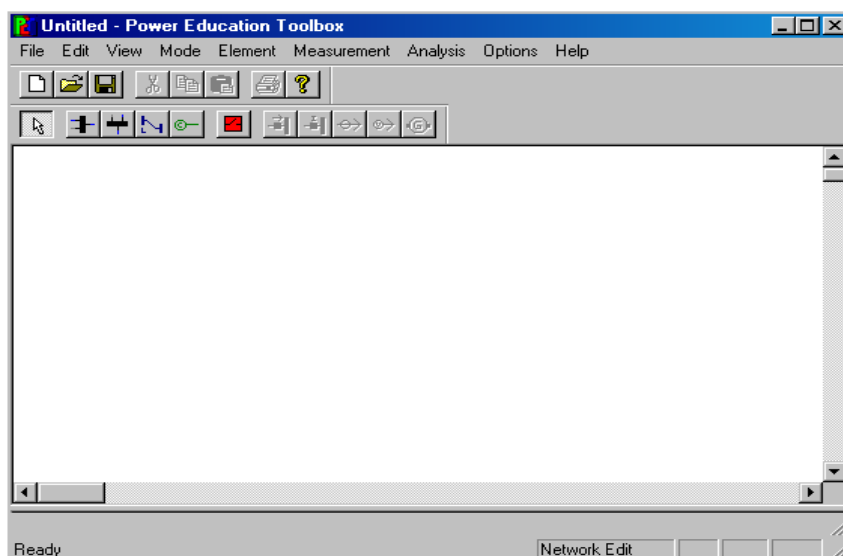 Untitled - Power Education Toolbox
File Edit View Mode Element Measurement Analysis Options Help
Ready Network Edit